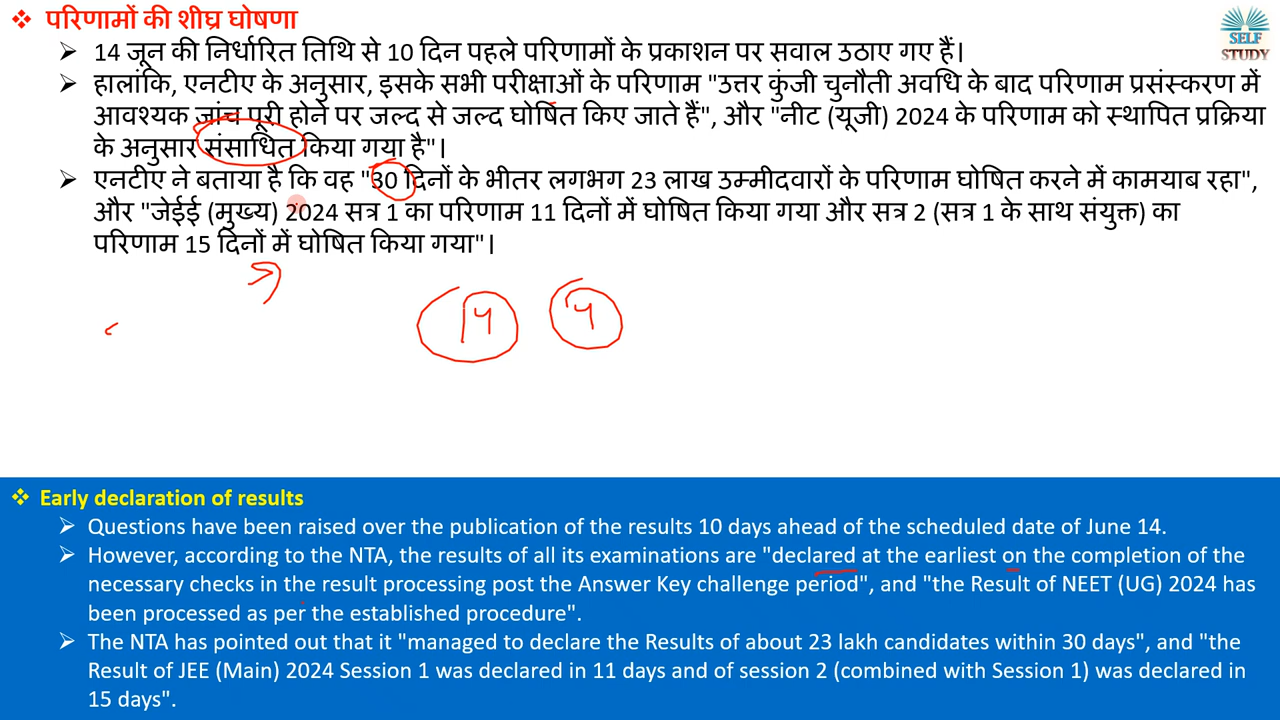 ❖ परिणामों की शीघ्र घोषणा
SELF
STUDY
➢ 14 जून की निर्धारित तिथि से 10 दिन पहले परिणामों के प्रकाशन पर सवाल उठाए गए हैं।
➢ हालांकि, एनटीए के अनुसार, इसके सभी परीक्षाओं के परिणाम "उत्तर कुंजी चुनौती अवधि के बाद परिणाम प्रसंस्करण में
आवश्यक जांच पूरी होने पर जल्द से जल्द घोषित किए जाते हैं", और "नीट (यूजी) 2024 के परिणाम को स्थापित प्रक्रिया
के अनुसार संसाधित किया गया है"।
➢ एनटीए ने बताया है कि वह "30 दिनों के भीतर लगभग 23 लाख उम्मीदवारों के परिणाम घोषित करने में कामयाब रहा",
और "जेईई (मुख्य) 2024 सत्र 1 का परिणाम 11 दिनों में घोषित किया गया और सत्र 2 (सत्र 1 के साथ संयुक्त) का
परिणाम 15 दिनों में घोषित किया गया"।
14 4
❖ Early declaration of results
➢ Questions have been raised over the publication of the results 10 days ahead of the scheduled date of June 14.
➢ However, according to the NTA, the results of all its examinations are "declared at the earliest on the completion of the
necessary checks in the result processing post the Answer Key challenge period", and "the Result of NEET (UG) 2024 has
been processed as per the established procedure".
➢ The NTA has pointed out that it "managed to declare the Results of about 23 lakh candidates within 30 days", and "the
Result of JEE (Main) 2024 Session 1 was declared in 11 days and of session 2 (combined with Session 1) was declared in
15 days".